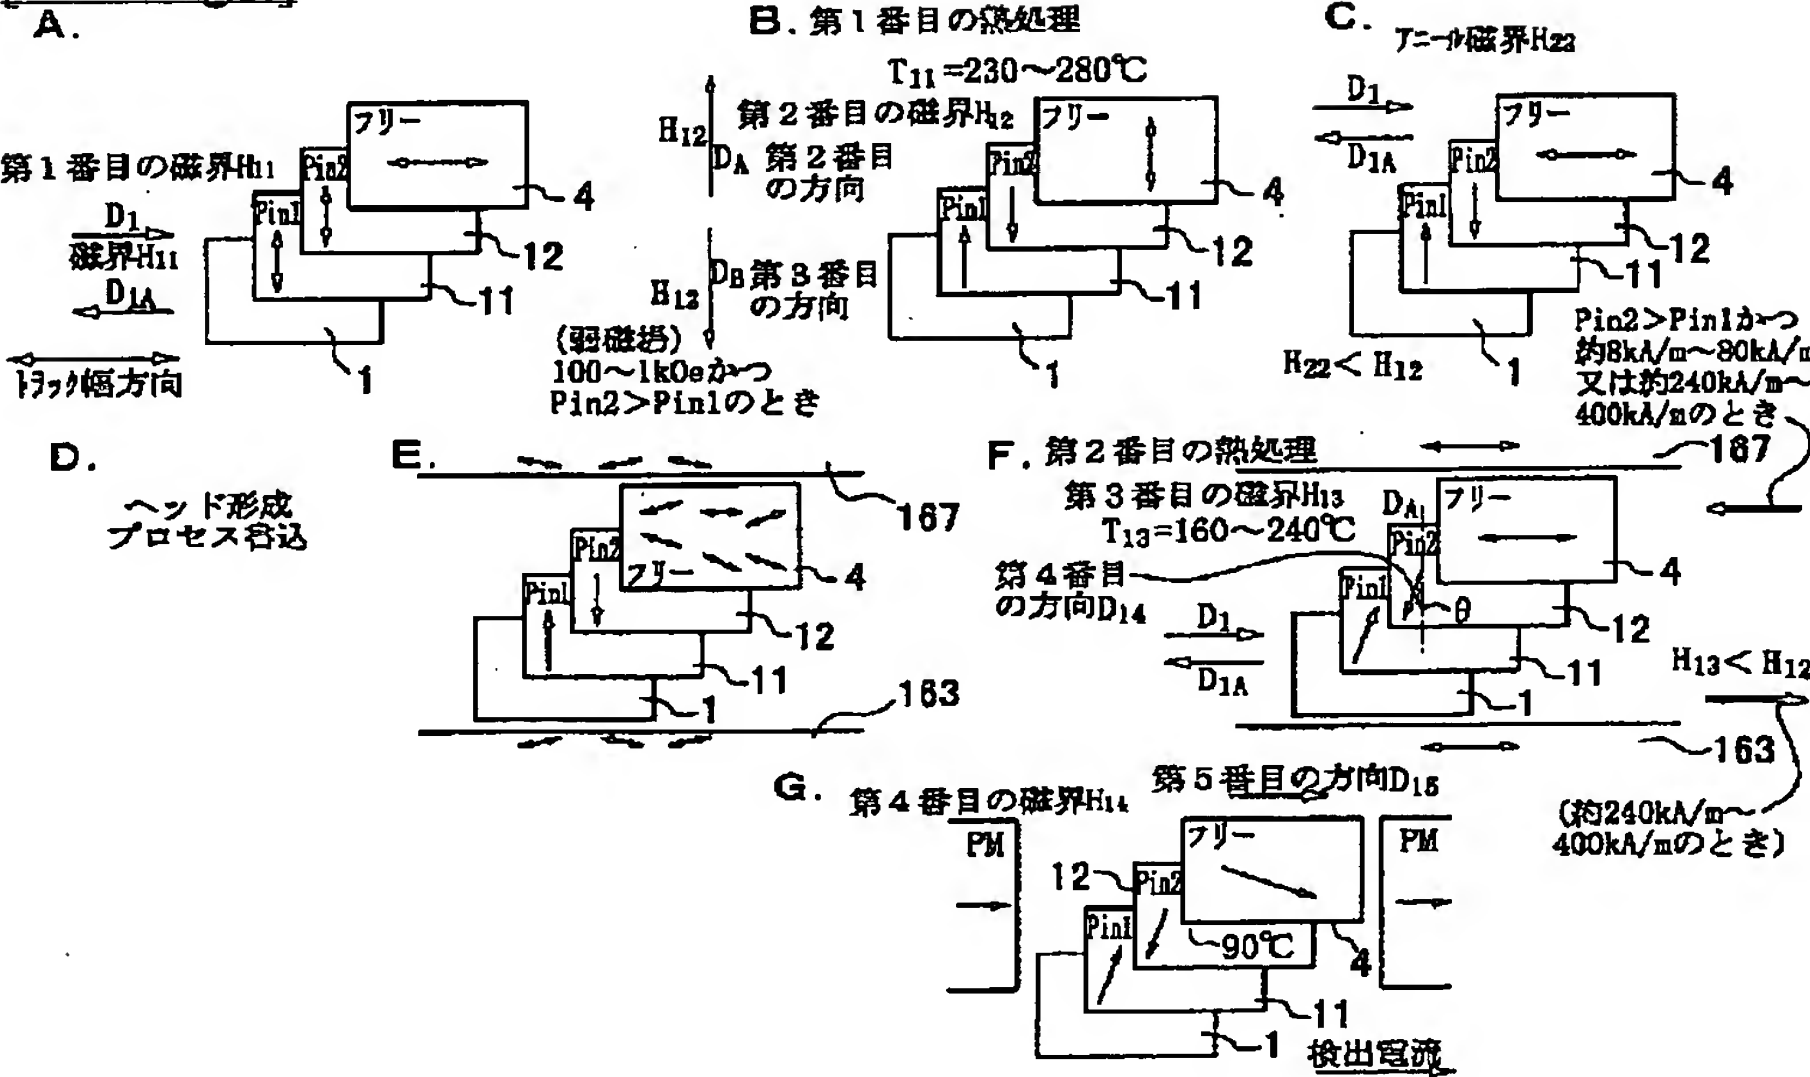 A.
第1番目の磁界H11
D1
磁界H11
D1A
トラック幅方向
フリー
Pin2
Pin1
4
12
11
1
B. 第1番目の熱処理
T11=230～280℃
第2番目の磁界H12
H12
DA 第2番目
の方向
H12
DB 第3番目
の方向
(弱磁場)
100～1kOeかつ
Pin2>Pin1のとき
フリー
Pin2
Pin1
4
12
11
1
C.
アニール磁界H22
D1
D1A
フリー
Pin2
Pin1
4
12
11
1
H22< H12
Pin2>Pin1かつ
約8kA/m～80kA/m
又は約240kA/m～
400kA/mのとき
D.
ヘッド形成
プロセス書込
E.
167
フリー
Pin2
Pin1
4
12
11
1
163
F. 第2番目の熱処理
第3番目の磁界H13
T13=160～240℃
第4番目
の方向D14
D1
D1A
DA
フリー
Pin2
Pin1
θ
167
4
12
11
1
163
H13< H12
(約240kA/m～
400kA/mのとき)
G. 第4番目の磁界H14
第5番目の方向D15
PM
フリー
PM
12
Pin2
Pin1
90℃
4
11
1
検出電流